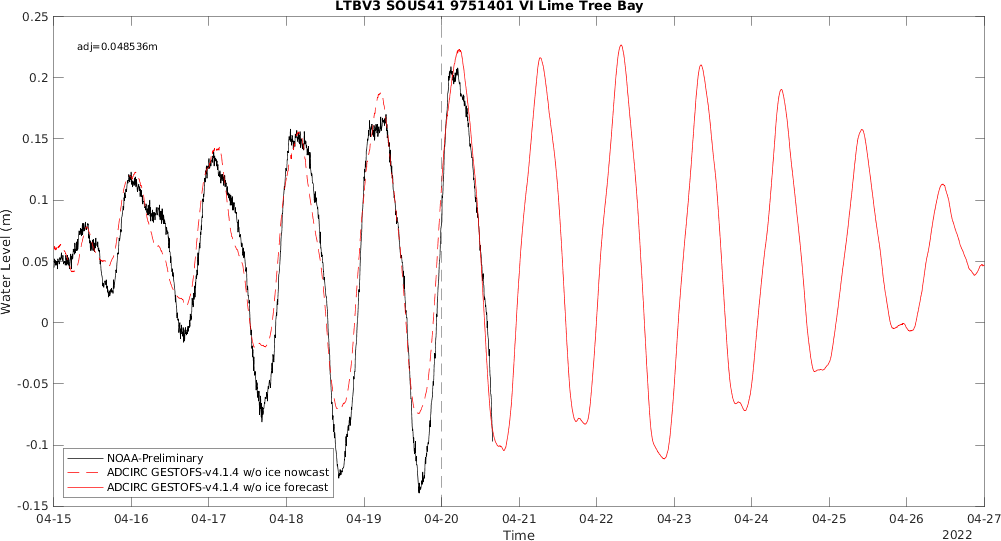 LTBV3 SOUS41 9751401 VI Lime Tree Bay
adj=0.048536m
Water Level (m)
0.25
0.2
0.15
0.1
0.05
0
-0.05
-0.1
-0.15
NOAA-Preliminary
ADCIRC GESTOFS-v4.1.4 w/o ice nowcast
ADCIRC GESTOFS-v4.1.4 w/o ice forecast
04-15 04-16 04-17 04-18 04-19 04-20 04-21 04-22 04-23 04-24 04-25 04-26 04-27
Time
2022